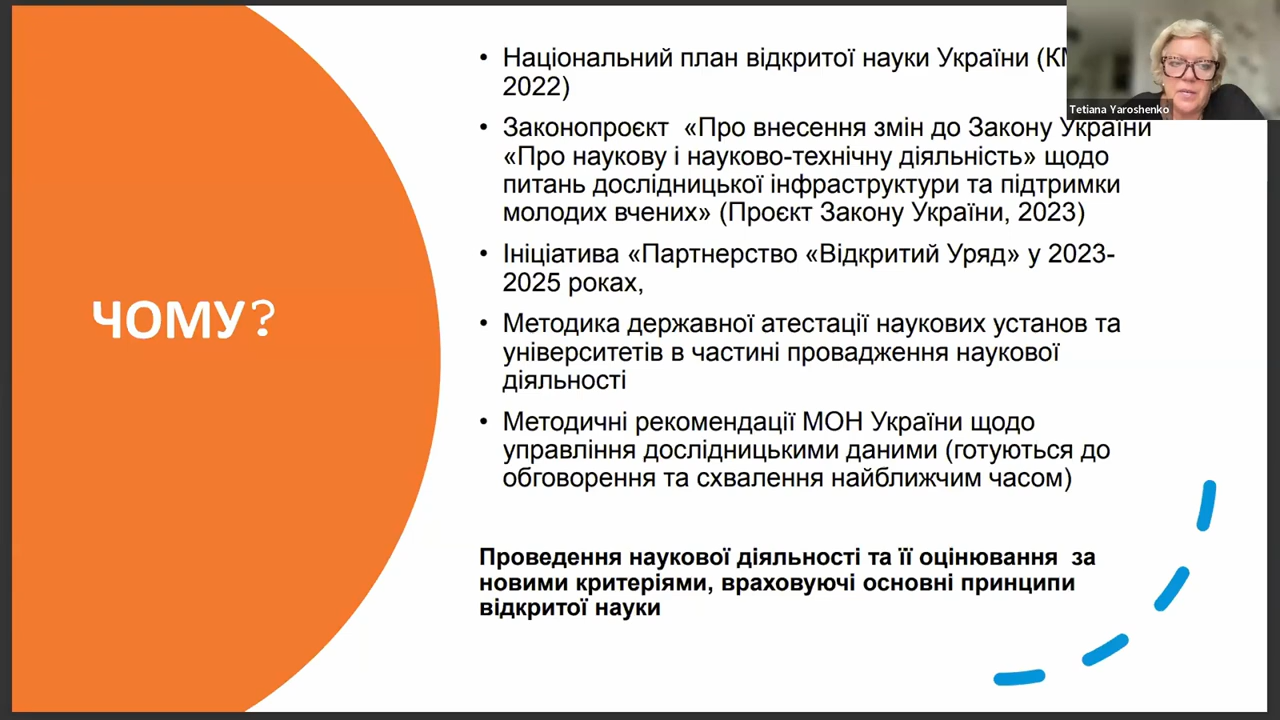 ЧОМУ?
• Національний план відкритої науки України
2022)
• Законопроєкт «Про внесення змін до Закону України
«Про наукову і науково-технічну діяльність» щодо
питань дослідницької інфраструктури та підтримки
молодих вчених» (Проєкт Закону України, 2023)
• Ініціатива «Партнерство «Відкритий Уряд» у 2023-
2025 роках,
• Методика державної атестації наукових установ та
університетів в частині провадження наукової
діяльності
• Методичні рекомендації МОН України щодо
управління дослідницькими даними (готуються до
обговорення та схвалення найближчим часом)
Проведення наукової діяльності та її оцінювання за
новими критеріями, враховуючі основні принципи
відкритої науки
Tetiana Yaroshenko